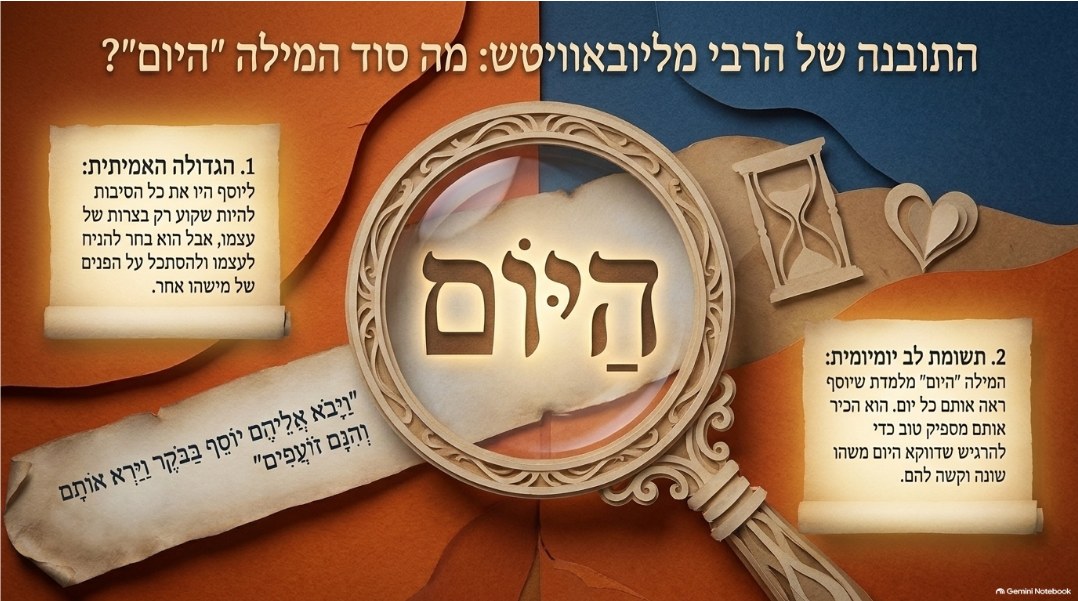 התובנה של הרבי מליובאוויטש: מה סוד המילה "היום"?
1. הגדולה האמיתית:
ליוסף היו את כל הסיבות
להיות שקוע רק בצרות של
עצמו, אבל הוא בחר להניח
לעצמו ולהסתכל על הפנים
של מישהו אחר.
הַיּוֹם
"וַיָּבֹא אֲלֵיהֶם יוֹסֵף בַּבֹּקֶר וַיַּרְא אוֹתָם
וְהִנָּם זוֹעֲפִים"
2. תשומת לב יומיומית:
המילה "היום" מלמדת שיוסף
ראה אותם כל יום. הוא הכיר
אותם מספיק טוב כדי
להרגיש שדווקא היום משהו
שונה וקשה להם.
Gemini Notebook